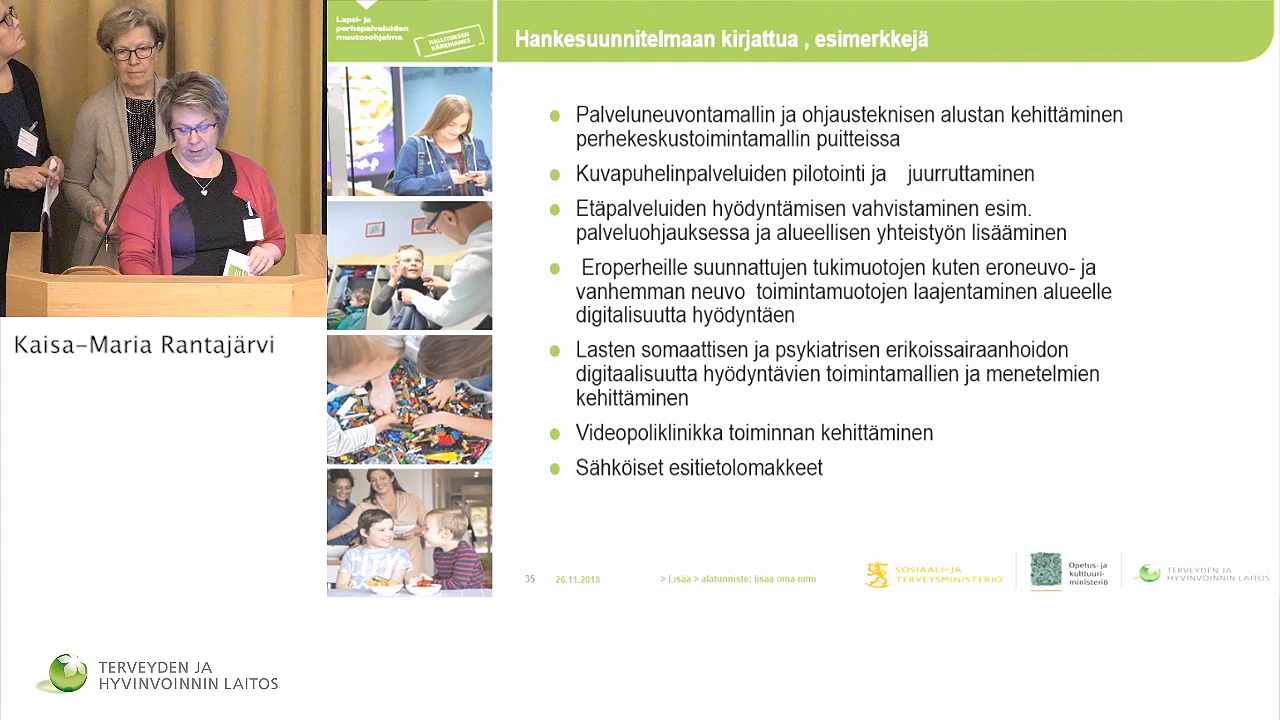 Lapsi- ja
perhepalveluiden
muutosohjelma
HALLITUKSEN
KÄRKIHANKE
Hankesuunnitelmaan kirjattua , esimerkkejä
Palveluneuvontamallin ja ohjausteknisen alustan kehittäminen
perhekeskustoimintamallin puitteissa
Kuvapuhelinpalveluiden pilotointi ja juurruttaminen
Etäpalveluiden hyödyntämisen vahvistaminen esim.
palveluohjauksessa ja alueellisen yhteistyön lisääminen
Eroperheille suunnattujen tukimuotojen kuten eroneuvo- ja
vanhemman neuvo toimintamuotojen laajentaminen alueelle
digitalisuutta hyödyntäen
Lasten somaattisen ja psykiatrisen erikoissairaanhoidon
digitaalisuutta hyödyntävien toimintamallien ja menetelmien
kehittäminen
Videopoliklinikka toiminnan kehittäminen
Sähköiset esitietolomakkeet
35 26.11.2018 > Lisää > alatunniste: lisää oma nimi
SOSIAALI- JA
TERVEYSMINISTERIÖ
Opetus- ja
kulttuuri-
ministeriö
TERVEYDEN JA
HYVINVOINNIN LAITOS
Kaisa-Maria Rantajärvi
TERVEYDEN JA
HYVINVOINNIN LAITOS